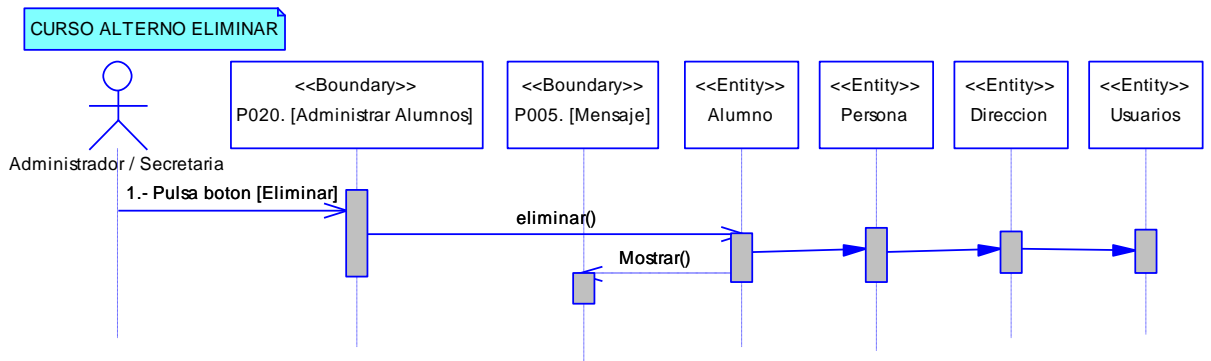 CURSO ALTERNO ELIMINAR
Administrador / Secretaria
<<Boundary>>
P020. [Administrar Alumnos]
<<Boundary>>
P005. [Mensaje]
<<Entity>>
Alumno
<<Entity>>
Persona
<<Entity>>
Direccion
<<Entity>>
Usuarios
1.- Pulsa boton [Eliminar]
eliminar()
Mostrar()